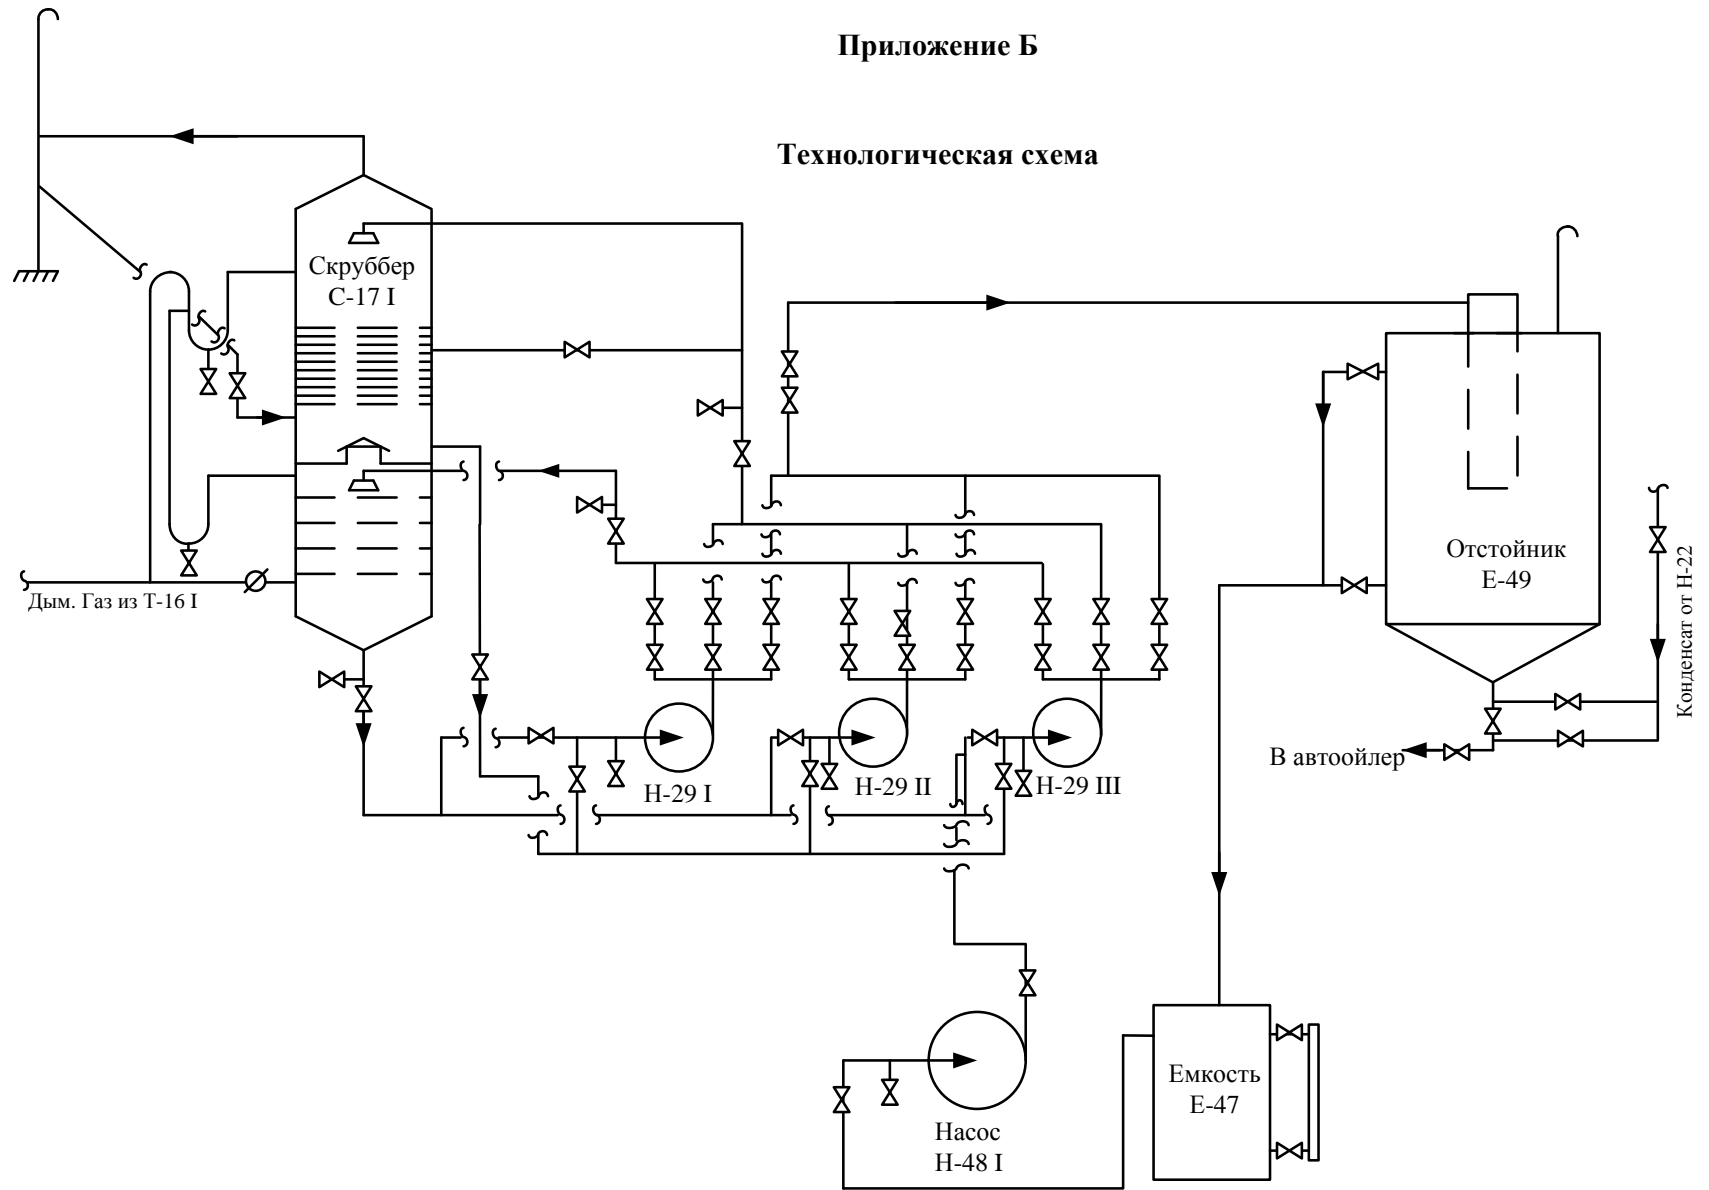 Приложение Б
Технологическая схема
Скруббер
С-17 I
Дым. Газ из Т-16 I
Отстойник
Е-49
Конденсат от Н-22
В автоойлер
Н-29 I
Н-29 II
Н-29 III
Емкость
Е-47
Насос
Н-48 I